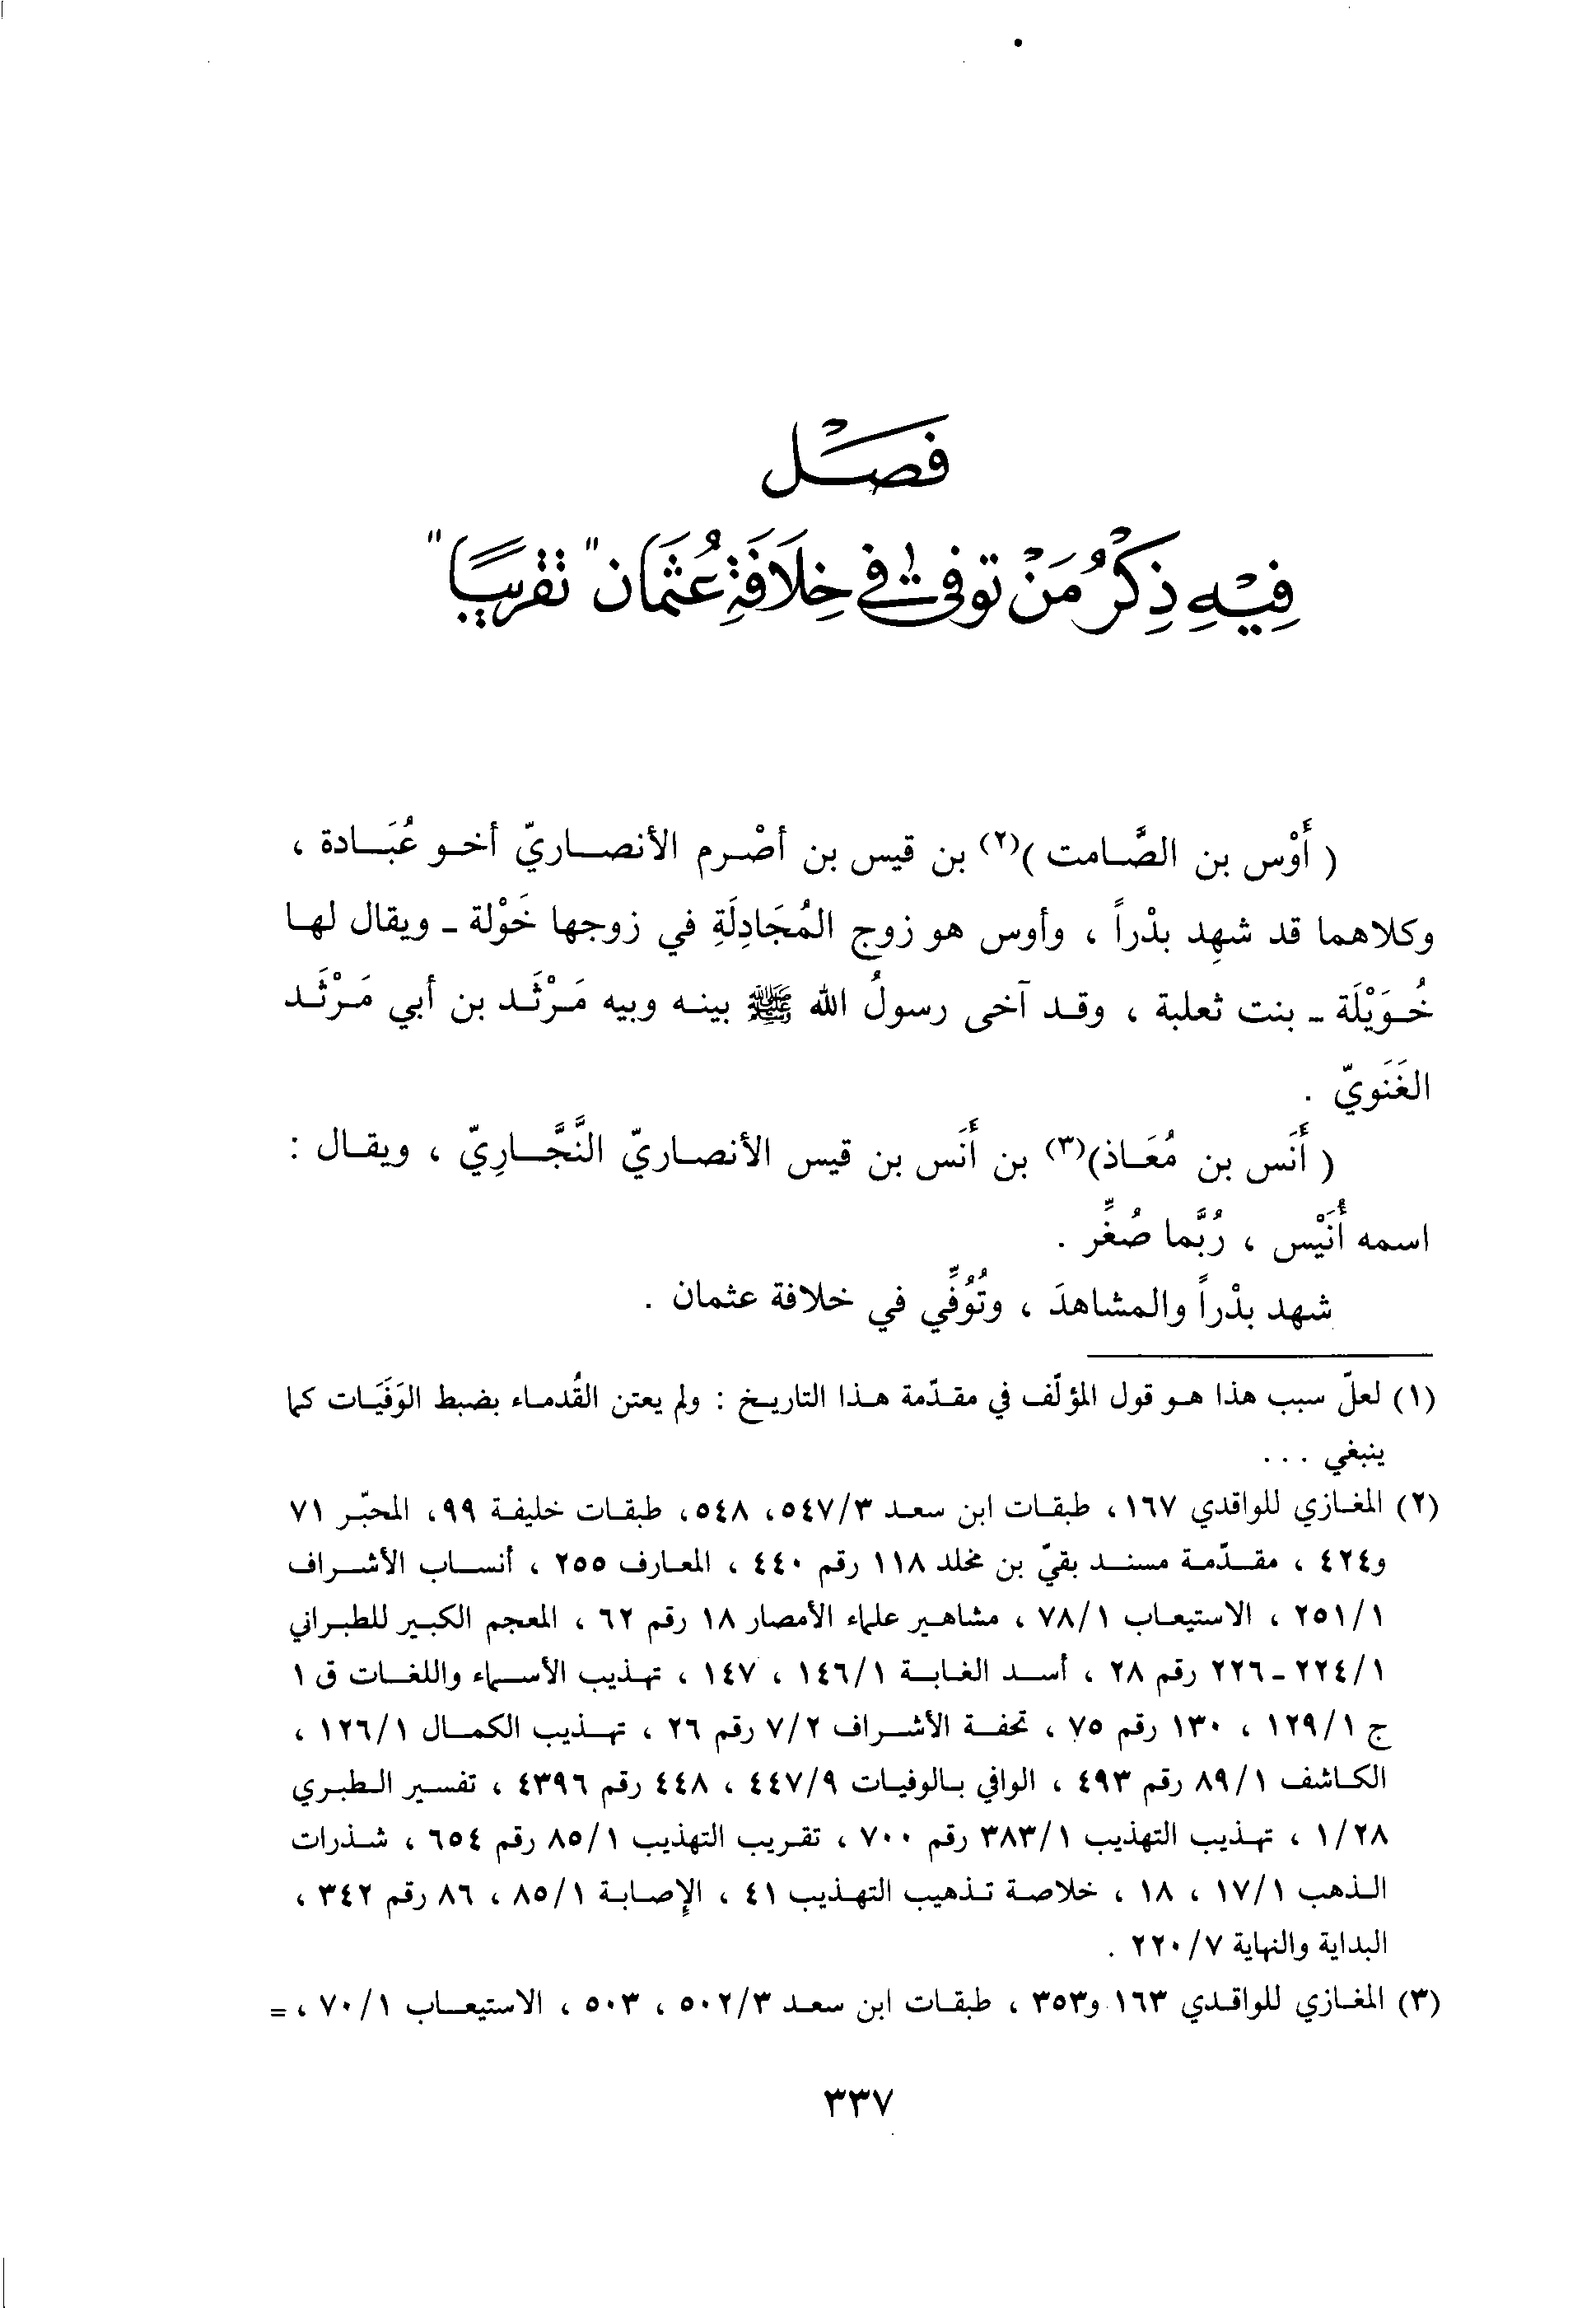 فصْل
فِيْهِ ذِكْرُ مَنْ توفى في خِلَافَةِ عُثمَان "تقريبًا"
( أَوْس بن الصَّامت )(٢) بن قيس بن أصْرم الأنصاريّ أخو عُبَادة ،
وكلاهما قد شهِد بدْراً ، وأوس هو زوج المُجَادِلَةِ في زوجها خَوْلة - ويقال لها
خُوَيْلَة - بنت ثعلبة ، وقد آخى رسولُ الله ﷺ بينه وبيه مَرْثَد بن أبي مَرْثَد
الغَنَويّ .
( أَنَس بن مُعَاذ)(٣) بن أَنَس بن قيس الأنصاريّ النَّجَّارِيّ ، ويقال :
اسمه أُنَيْس ، رُبَّما صُغِّر .
شهد بدْراً والمشاهدَ ، وتُوُفِّي في خلافة عثمان .
(١) لعلّ سبب هذا هو قول المؤلّف في مقدّمة هذا التاريخ : ولم يعتن القُدماء بضبط الوَفَيَات كما
ينبغي ...
(٢) المغازي للواقدي ١٦٧ ، طبقات ابن سعد ٥٤٧/٣، ٥٤٨، طبقات خليفة ٩٩، المحبّر ٧١
و٤٢٤ ، مقدّمة مسند بقيّ بن مخلد ١١٨ رقم ٤٤٠ ، المعارف ٢٥٥ ، أنساب الأشراف
٢٥١/١ ، الاستيعاب ٧٨/١ ، مشاهير علماء الأمصار ١٨ رقم ٦٢ ، المعجم الكبير للطبراني
٢٢٤/١ - ٢٢٦ رقم ٢٨ ، أسد الغابة ١٤٦/١ ، ١٤٧ ، تهذيب الأسماء واللغات ق ١
ج ١٢٩/١ ، ١٣٠ رقم ٧٥ ، تحفة الأشراف ٧/٢ رقم ٢٦ ، تهذيب الكمال ١٢٦/١ ،
الكاشف ٨٩/١ رقم ٤٩٣ ، الوافي بالوفيات ٤٤٧/٩ ، ٤٤٨ رقم ٤٣٩٦ ، تفسير الطبري
١/٢٨ ، تهذيب التهذيب ٣٨٣/١ رقم ٧٠٠ ، تقريب التهذيب ٨٥/١ رقم ٦٥٤ ، شذرات
الذهب ١٧/١ ، ١٨ ، خلاصة تذهيب التهذيب ٤١ ، الإصابة ٨٥/١ ، ٨٦ رقم ٣٤٢ ،
البداية والنهاية ٢٢٠/٧ .
(٣) المغازي للواقدي ١٦٣ و٣٥٣ ، طبقات ابن سعد ٥٠٢/٣ ، ٥٠٣ ، الاستيعاب ٧٠/١ ، =
٣٣٧